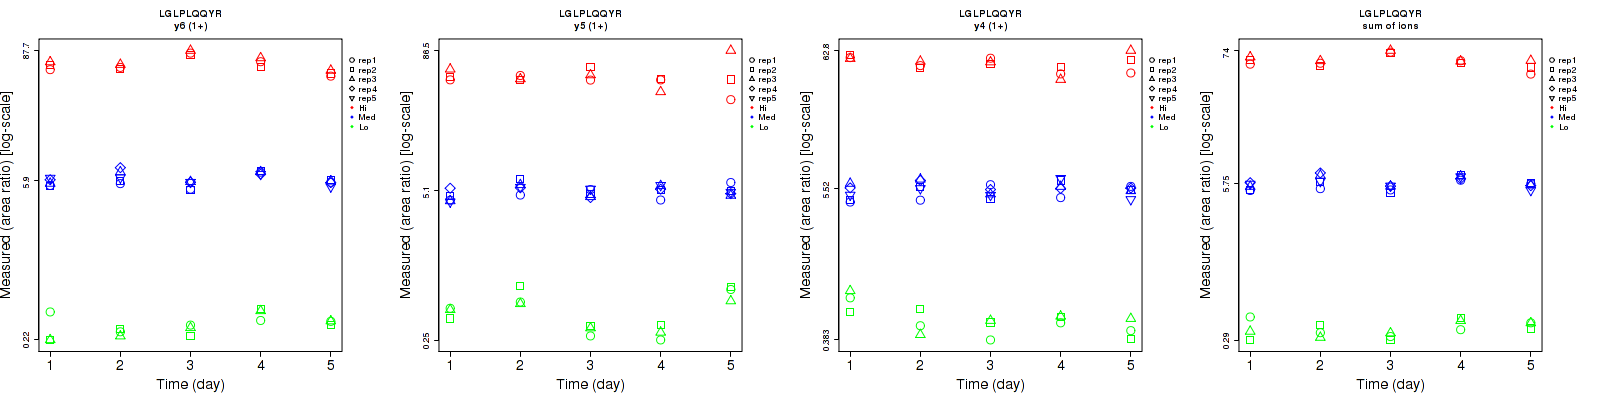 LGLPLQQYR
y6 (1+)
Measured (area ratio) [log-scale]
87.7
5.9
0.22
1 2 3 4 5
Time (day)
rep1
rep2
rep3
rep4
rep5
Hi
Med
Lo
LGLPLQQYR
y5 (1+)
Measured (area ratio) [log-scale]
86.5
5.1
0.25
1 2 3 4 5
Time (day)
rep1
rep2
rep3
rep4
rep5
Hi
Med
Lo
LGLPLQQYR
y4 (1+)
Measured (area ratio) [log-scale]
62.8
5.52
0.383
1 2 3 4 5
Time (day)
rep1
rep2
rep3
rep4
rep5
Hi
Med
Lo
LGLPLQQYR
sum of ions
Measured (area ratio) [log-scale]
74
5.75
0.29
1 2 3 4 5
Time (day)
rep1
rep2
rep3
rep4
rep5
Hi
Med
Lo